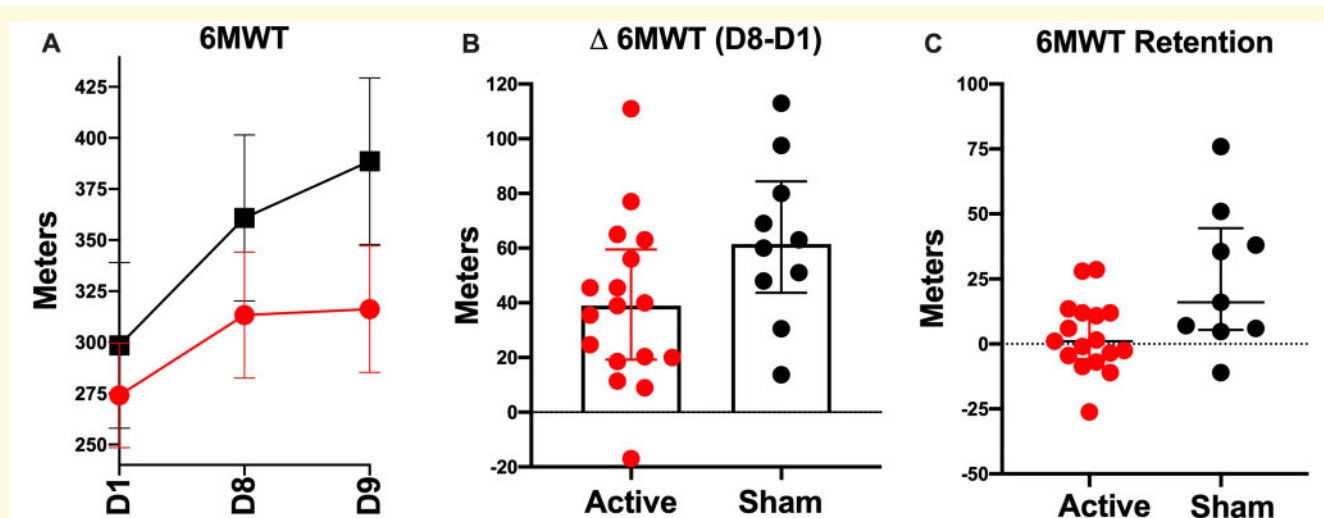 A
6MWT
Meters
425
400
375
350
325
300
275
250
D1
D8
D9
B
Δ 6MWT (D8-D1)
Meters
120
100
80
60
40
20
0
-20
Active
Sham
C
6MWT Retention
Meters
100
75
50
25
0
-25
-50
Active
Sham